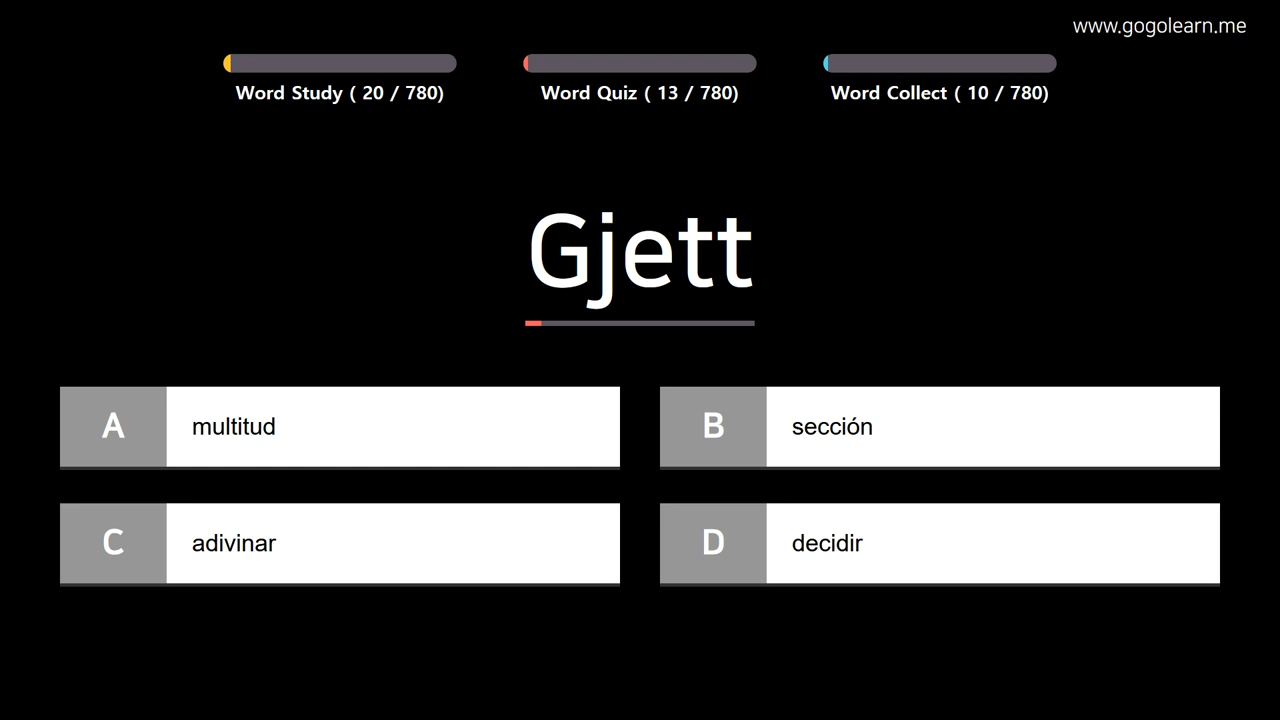 www.gogolearn.me
Word Study ( 20 / 780)
Word Quiz ( 13 / 780)
Word Collect ( 10 / 780)
Gjett
A multitud
B sección
C adivinar
D decidir